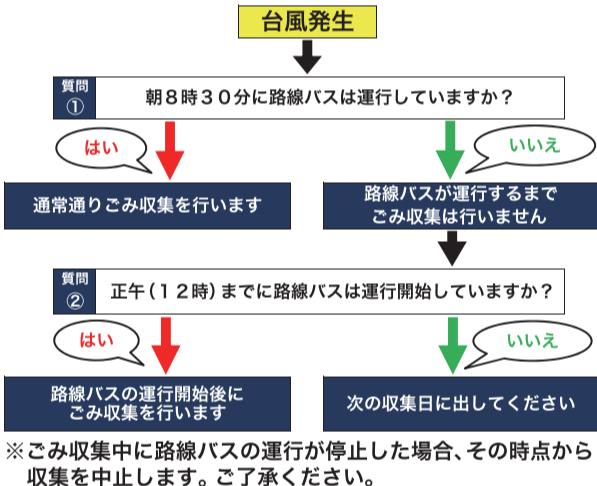 台風発生
質問
①
朝８時３０分に路線バスは運行していますか？
はい
いいえ
通常通りごみ収集を行います
路線バスが運行するまで
ごみ収集は行いません
質問
②
正午（１２時）までに路線バスは運行開始していますか？
はい
いいえ
路線バスの運行開始後に
ごみ収集を行います
次の収集日に出してください
※ごみ収集中に路線バスの運行が停止した場合、その時点から
収集を中止します。ご了承ください。